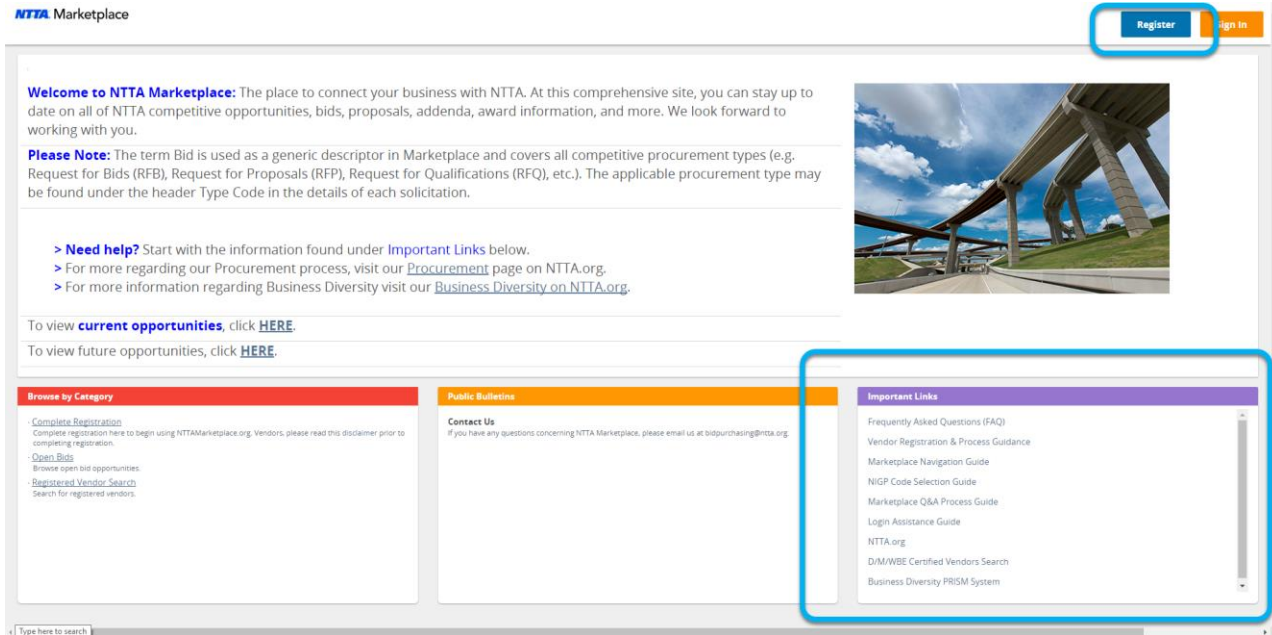 NTTA Marketplace
Register
Sign In
Welcome to NTTA Marketplace: The place to connect your business with NTTA. At this comprehensive site, you can stay up to
date on all of NTTA competitive opportunities, bids, proposals, addenda, award information, and more. We look forward to
working with you.
Please Note: The term Bid is used as a generic descriptor in Marketplace and covers all competitive procurement types (e.g.
Request for Bids (RFB), Request for Proposals (RFP), Request for Qualifications (RFQ), etc.). The applicable procurement type may
be found under the header Type Code in the details of each solicitation.
> Need help? Start with the information found under Important Links below.
> For more regarding our Procurement process, visit our Procurement page on NTTA.org.
> For more information regarding Business Diversity visit our Business Diversity on NTTA.org.
To view current opportunities, click HERE.
To view future opportunities, click HERE.
Browse by Category
· Complete Registration
Complete registration here to begin using NTTAMarketplace.org. Vendors, please read this disclaimer prior to
completing registration.
· Open Bids
Browse open bid opportunities.
· Registered Vendor Search
Search for registered vendors.
Public Bulletins
Contact Us
If you have any questions concerning NTTA Marketplace, please email us at bidpurchasing@ntta.org.
Important Links
Frequently Asked Questions (FAQ)
Vendor Registration & Process Guidance
Marketplace Navigation Guide
NIGP Code Selection Guide
Marketplace Q&A Process Guide
Login Assistance Guide
NTTA.org
D/M/WBE Certified Vendors Search
Business Diversity PRISM System
Type here to search